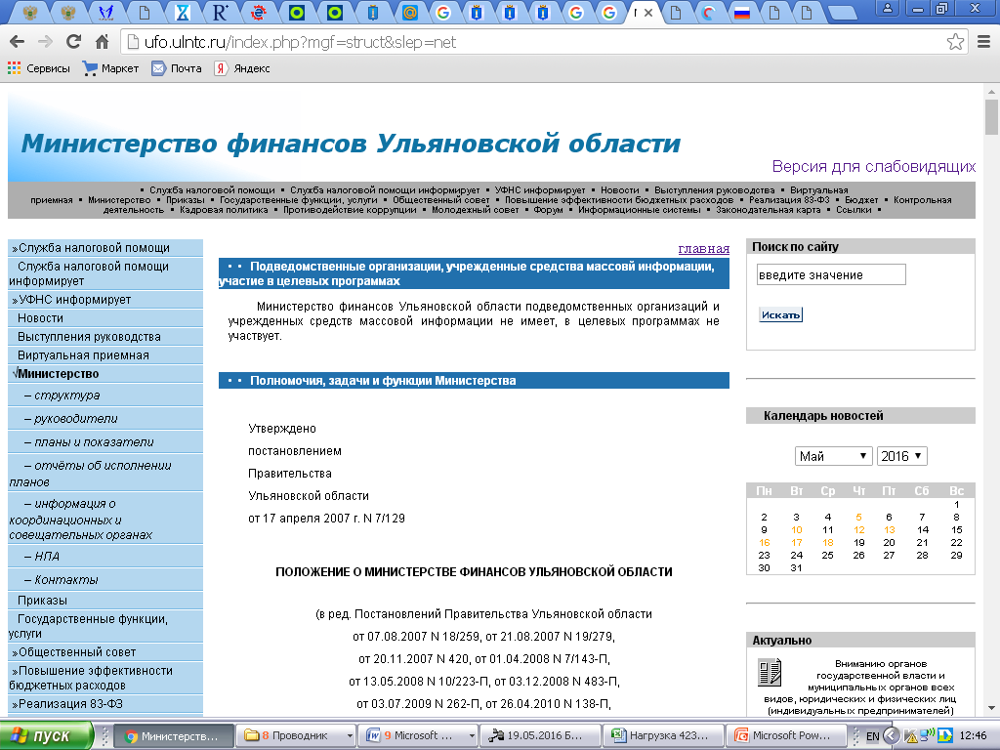 ufo.ulntc.ru/index.php?mgf=struct&slep=net
Сервисы Маркет Почта Яндекс
Министерство финансов Ульяновской области
Версия для слабовидящих
• Служба налоговой помощи • Служба налоговой помощи информирует • УФНС информирует • Новости • Выступления руководства • Виртуальная
приемная • Министерство • Приказы • Государственные функции, услуги • Общественный совет • Повышение эффективности бюджетных расходов • Реализация 83-ФЗ • Бюджет • Контрольная
деятельность • Кадровая политика • Противодействие коррупции • Молодежный совет • Форум • Информационные системы • Законодательная карта • Ссылки •
»Служба налоговой помощи
Служба налоговой помощи
информирует
»УФНС информирует
Новости
Выступления руководства
Виртуальная приемная
√Министерство
– структура
– руководители
– планы и показатели
– отчёты об исполнении
планов
– информация о
координационных и
совещательных органах
– НПА
– Контакты
Приказы
Государственные функции,
услуги
»Общественный совет
»Повышение эффективности
бюджетных расходов
»Реализация 83-ФЗ
главная
• • Подведомственные организации, учрежденные средства массовй информации,
участие в целевых программах
Министерство финансов Ульяновской области подведомственных организаций и
учрежденных средств массовой информации не имеет, в целевых программах не
участвует.
• • Полномочия, задачи и функции Министерства
Утверждено
постановлением
Правительства
Ульяновской области
от 17 апреля 2007 г. N 7/129
ПОЛОЖЕНИЕ О МИНИСТЕРСТВЕ ФИНАНСОВ УЛЬЯНОВСКОЙ ОБЛАСТИ
(в ред. Постановлений Правительства Ульяновской области
от 07.08.2007 N 18/259, от 21.08.2007 N 19/279,
от 20.11.2007 N 420, от 01.04.2008 N 7/143-П,
от 13.05.2008 N 10/223-П, от 03.12.2008 N 483-П,
от 03.07.2009 N 262-П, от 26.04.2010 N 138-П,
Поиск по сайту
введите значение
Искать
Календарь новостей
Май 2016
Пн Вт Ср Чт Пт Сб Вс
1
2 3 4 5 6 7 8
9 10 11 12 13 14 15
16 17 18 19 20 21 22
23 24 25 26 27 28 29
30 31
Актуально
Вниманию органов
государственной власти и
муниципальных органов всех
видов, юридических и физических лиц
(индивидуальных предпринимателей)
пуск Министерств... 8 Проводник 9 Microsoft ... 19.05.2016 Б... Нагрузка 423... Microsoft Pow... EN 12:46